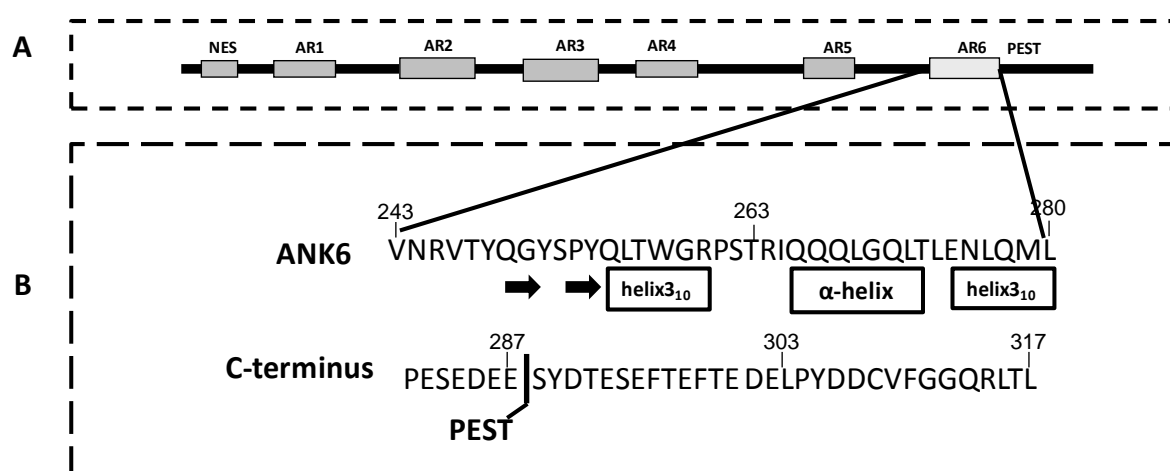 A
NES AR1 AR2 AR3 AR4 AR5 AR6 PEST
B
243 263 280
ANK6 VNRVTYQGYSPYQLTWGRPSTRIQQQLGQLTLENLQML
helix3₁₀ α-helix helix3₁₀
287 303 317
C-terminus PESEDEE SYDTESEFTEFTE DELPYDDCVFGGQRLTL
PEST